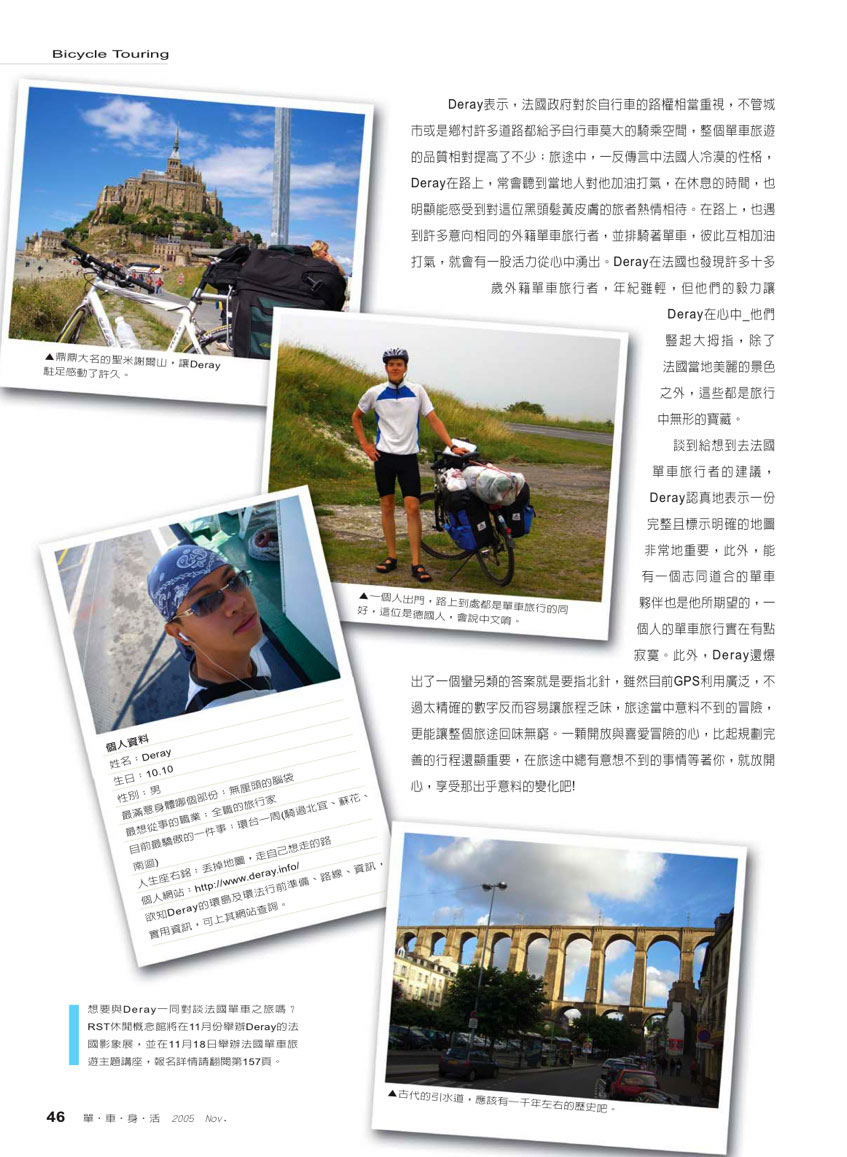 Bicycle Touring
Deray表示，法國政府對於自行車的路權相當重視，不管城
市或是鄉村許多道路都給予自行車莫大的騎乘空間，整個單車旅遊
的品質相對提高了不少；旅途中，一反傳言中法國人冷漠的性格，
Deray在路上，常會聽到當地人對他加油打氣，在休息的時間，也
明顯能感受到對這位黑頭髮黃皮膚的旅者熱情相待。在路上，也遇
到許多意向相同的外籍單車旅行者，並排騎著單車，彼此互相加油
打氣，就會有一股活力從心中湧出。Deray在法國也發現許多十多
歲外籍單車旅行者，年紀雖輕，但他們的毅力讓
Deray在心中_他們
豎起大拇指，除了
法國當地美麗的景色
之外，這些都是旅行
中無形的寶藏。
談到給想到去法國
單車旅行者的建議，
Deray認真地表示一份
完整且標示明確的地圖
非常地重要，此外，能
有一個志同道合的單車
夥伴也是他所期望的，一
個人的單車旅行實在有點
寂寞。此外，Deray還爆
出了一個蠻另類的答案就是要指北針，雖然目前GPS利用廣泛，不
過太精確的數字反而容易讓旅程乏味，旅途當中意料不到的冒險，
更能讓整個旅途回味無窮。一顆開放與喜愛冒險的心，比起規劃完
善的行程還顯重要，在旅途中總有意想不到的事情等著你，就放開
心，享受那出乎意料的變化吧!
▲鼎鼎大名的聖米謝爾山，讓Deray
駐足感動了許久。
▲一個人出門，路上到處都是單車旅行的同
好，這位是德國人，會說中文唷。
個人資料
姓名：Deray
生日：10.10
性別：男
最滿意身體哪個部份：無厘頭的腦袋
最想從事的職業：全職的旅行家
目前最驕傲的一件事：環台一周(騎過北宜、蘇花、
南迴)
人生座右銘：丟掉地圖，走自己想走的路
個人網站：http://www.deray.info/
欲知Deray的環島及環法行前準備、路線、資訊，
實用資訊，可上其網站查詢。
▲古代的引水道，應該有一千年左右的歷史吧。
想要與Deray一同對談法國單車之旅嗎？
RST休閒概念館將在11月份舉辦Deray的法
國影象展，並在11月18日舉辦法國單車旅
遊主題講座，報名詳情請翻閱第157頁。
46 單・車・身・活 2005 Nov.